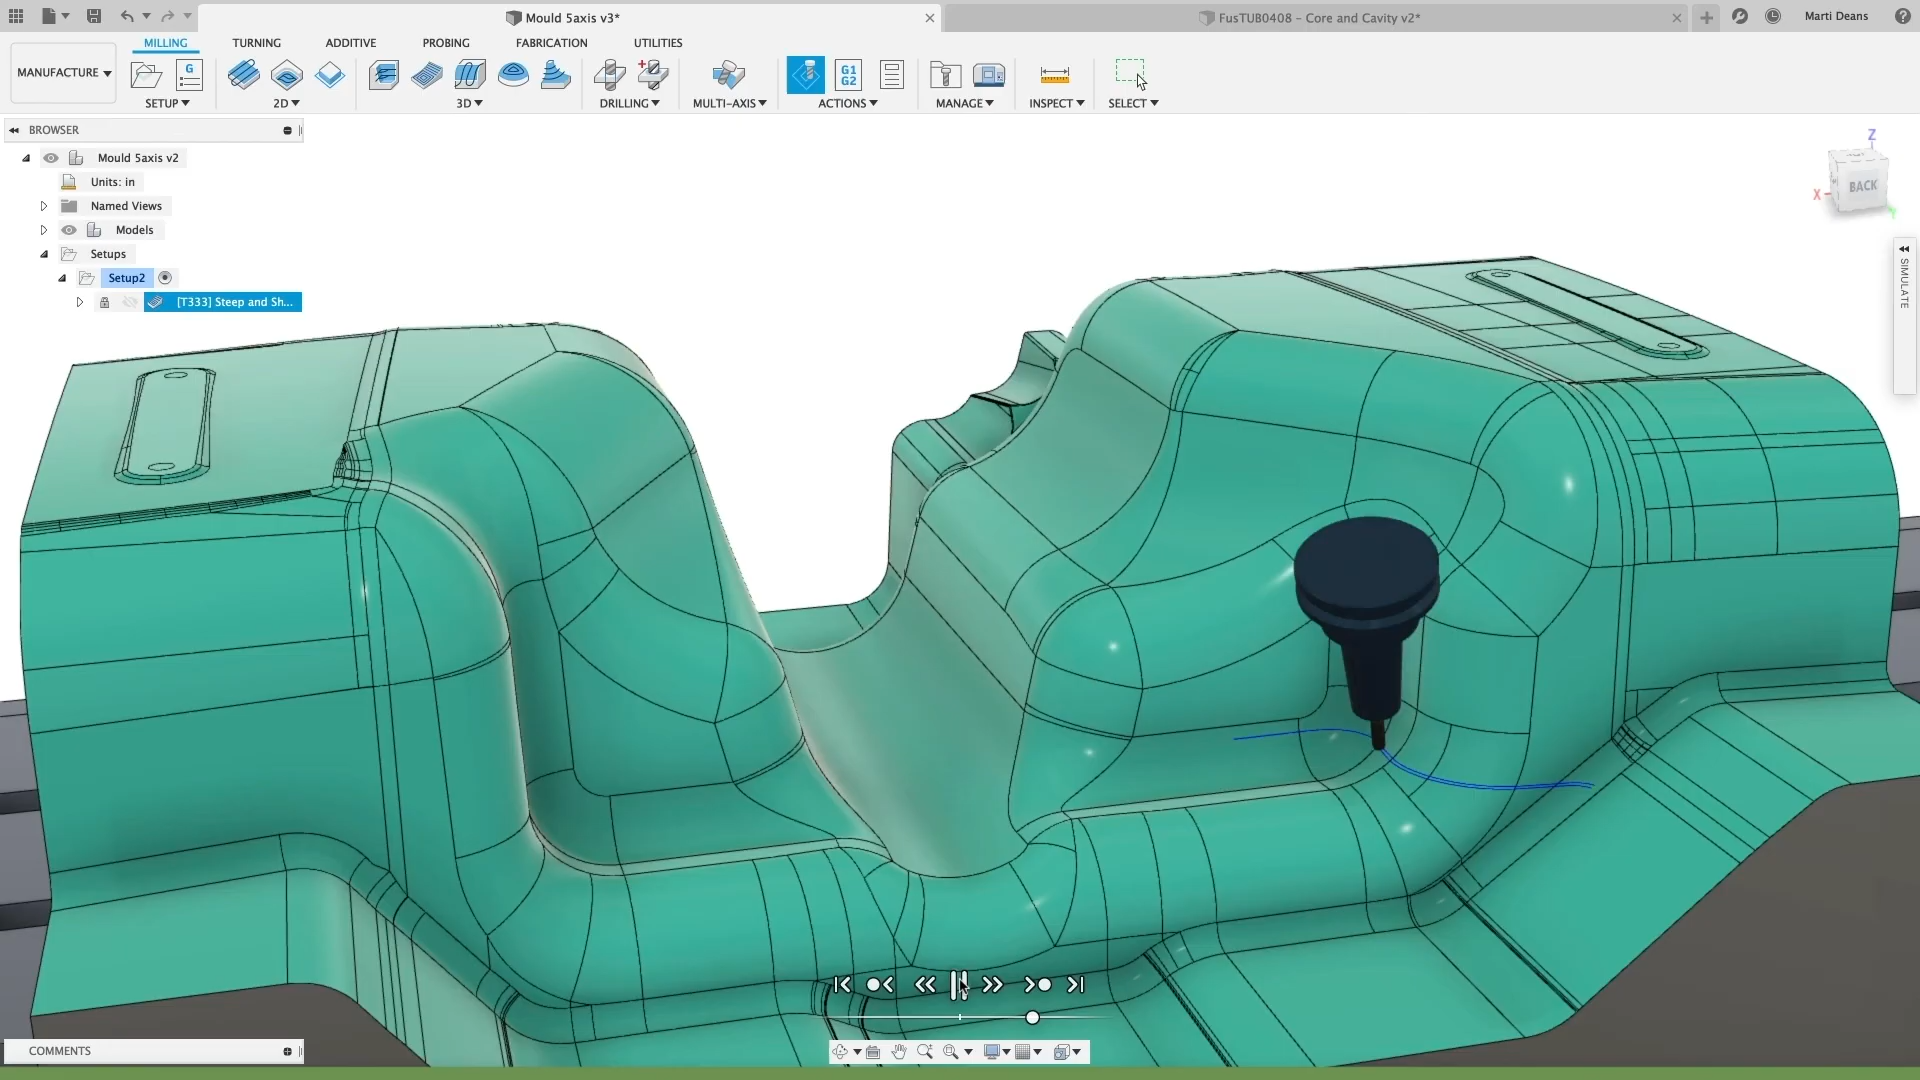 Mould 5axis v3*
FusTUB0408 – Core and Cavity v2*
Marti Deans
MILLING
TURNING
ADDITIVE
PROBING
FABRICATION
UTILITIES
MANUFACTURE
G
G1
G2
SETUP
2D
3D
DRILLING
MULTI-AXIS
ACTIONS
MANAGE
INSPECT
SELECT
BROWSER
Mould 5axis v2
Units: in
Named Views
Models
Setups
Setup2
[T333] Steep and Sh...
Z
X
BACK
Y
SIMULATE
COMMENTS